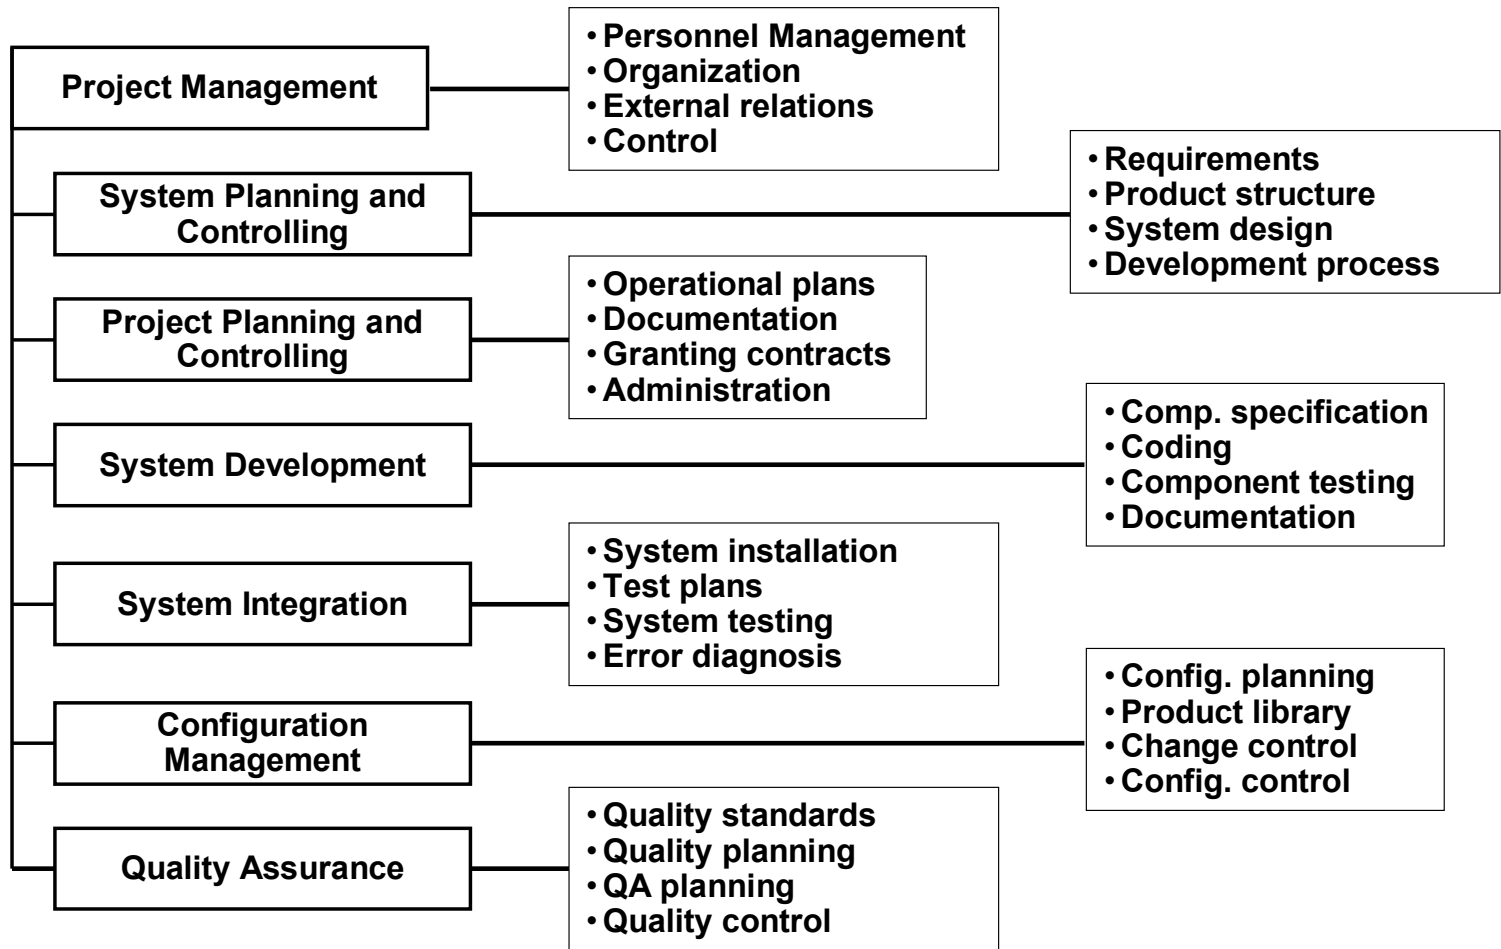 Project Management
• Personnel Management
• Organization
• External relations
• Control
System Planning and
Controlling
• Requirements
• Product structure
• System design
• Development process
Project Planning and
Controlling
• Operational plans
• Documentation
• Granting contracts
• Administration
System Development
• Comp. specification
• Coding
• Component testing
• Documentation
System Integration
• System installation
• Test plans
• System testing
• Error diagnosis
Configuration
Management
• Config. planning
• Product library
• Change control
• Config. control
Quality Assurance
• Quality standards
• Quality planning
• QA planning
• Quality control